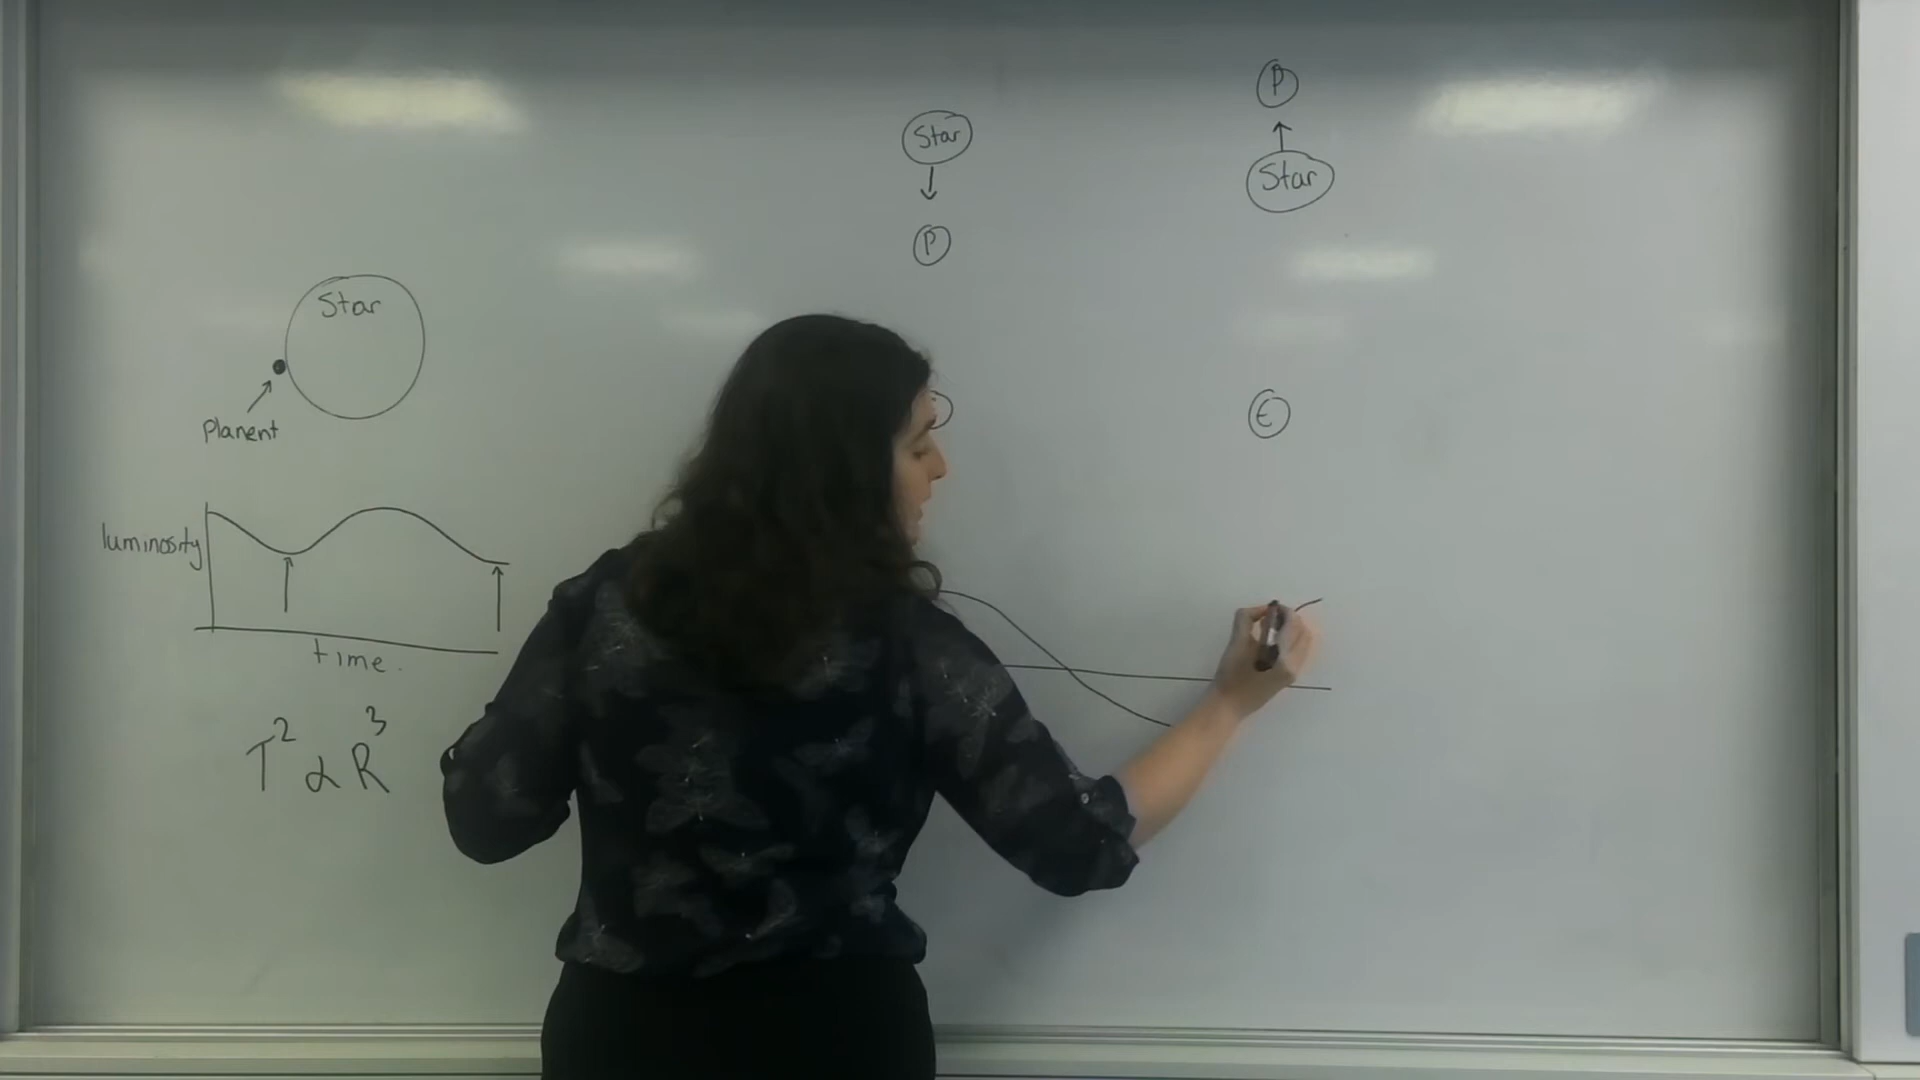 Star
Planent
luminosity
time.
T² α R³
Star
P
P
Star
E